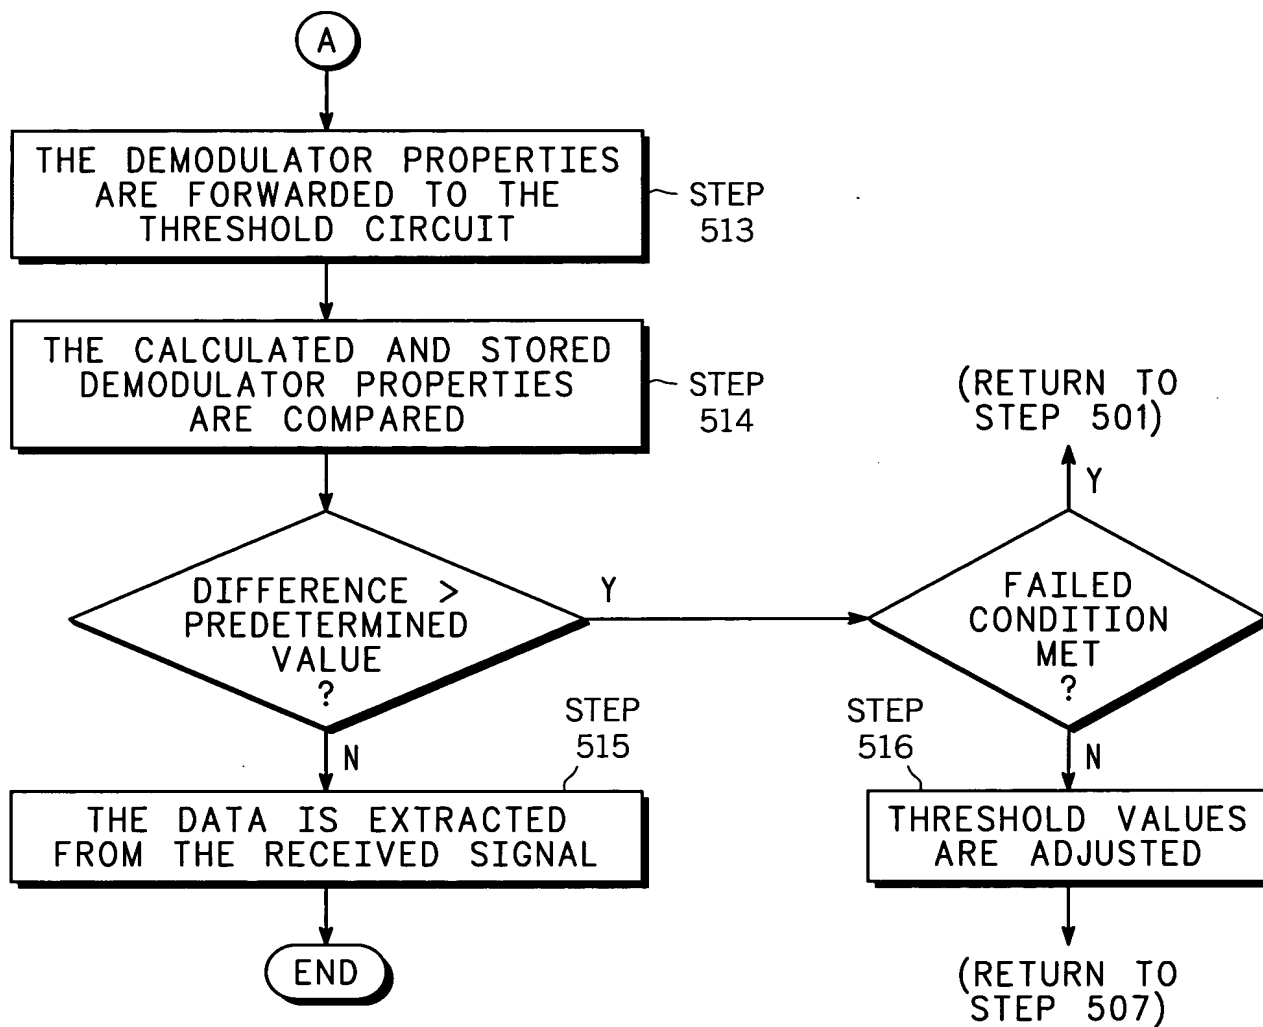 A
THE DEMODULATOR PROPERTIES
ARE FORWARDED TO THE
THRESHOLD CIRCUIT
STEP
513
THE CALCULATED AND STORED
DEMODULATOR PROPERTIES
ARE COMPARED
STEP
514
(RETURN TO
STEP 501)
Y
DIFFERENCE >
PREDETERMINED
VALUE
?
Y
FAILED
CONDITION
MET
?
N
STEP
515
STEP
516
N
THE DATA IS EXTRACTED
FROM THE RECEIVED SIGNAL
THRESHOLD VALUES
ARE ADJUSTED
END
(RETURN TO
STEP 507)